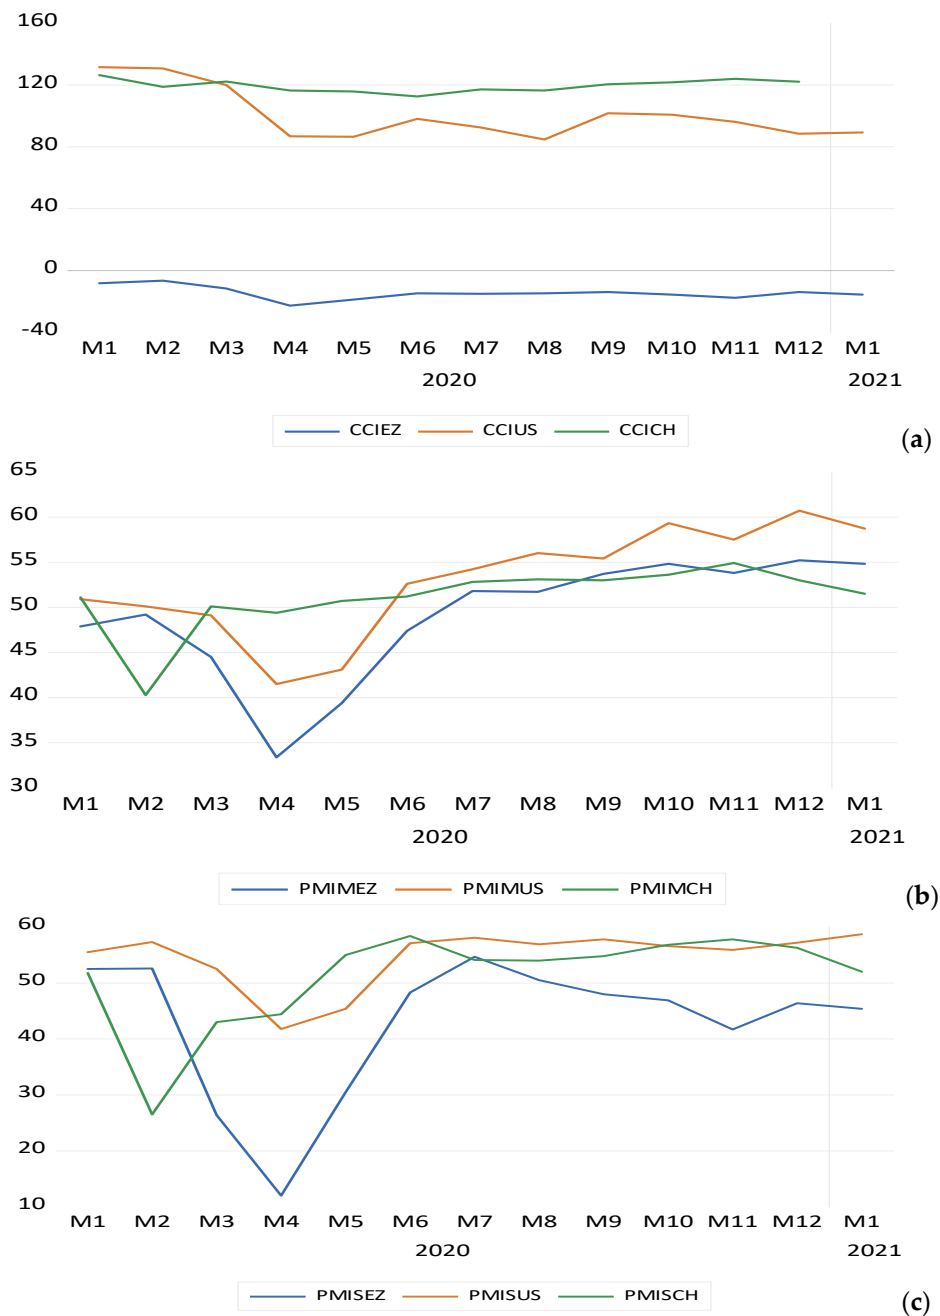 160
120
80
40
0
-40
M1 M2 M3 M4 M5 M6 M7 M8 M9 M10 M11 M12 M1
2020 2021
CCIEZ CCIUS CCICH
(a)
65
60
55
50
45
40
35
30
M1 M2 M3 M4 M5 M6 M7 M8 M9 M10 M11 M12 M1
2020 2021
PMIMEZ PMIMUS PMIMCH
(b)
60
50
40
30
20
10
M1 M2 M3 M4 M5 M6 M7 M8 M9 M10 M11 M12 M1
2020 2021
PMISEZ PMISUS PMISCH
(c)